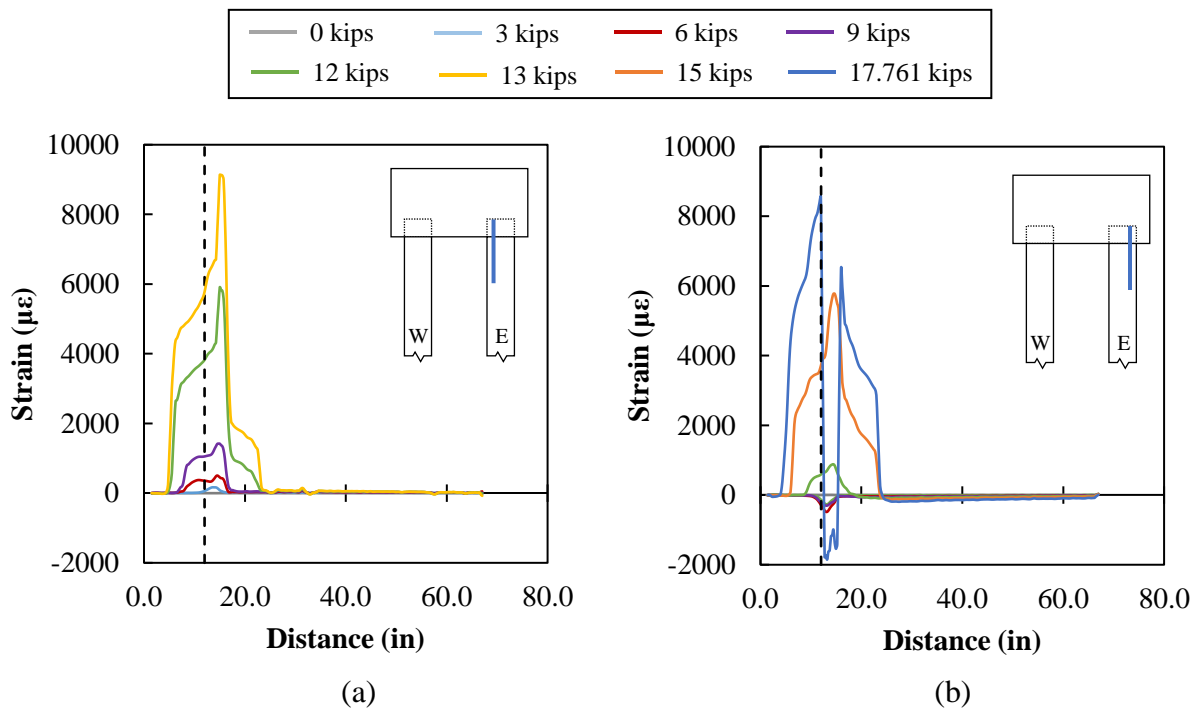 0 kips 3 kips 6 kips 9 kips
12 kips 13 kips 15 kips 17.761 kips
10000
8000
6000
4000
2000
0
-2000
Strain (με)
0.0 20.0 40.0 60.0 80.0
Distance (in)
W E
(a)
10000
8000
6000
4000
2000
0
-2000
Strain (με)
0.0 20.0 40.0 60.0 80.0
Distance (in)
W E
(b)